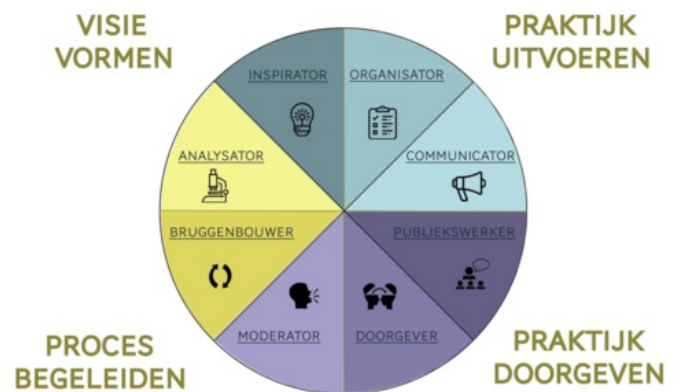 VISIE
VORMEN
PRAKTIJK
UITVOEREN
INSPIRATOR
ORGANISATOR
ANALYSATOR
COMMUNICATOR
BRUGGENBOUWER
PUBLIEKSWERKER
MODERATOR
DOORGEVER
PROCES
BEGELEIDEN
PRAKTIJK
DOORGEVEN